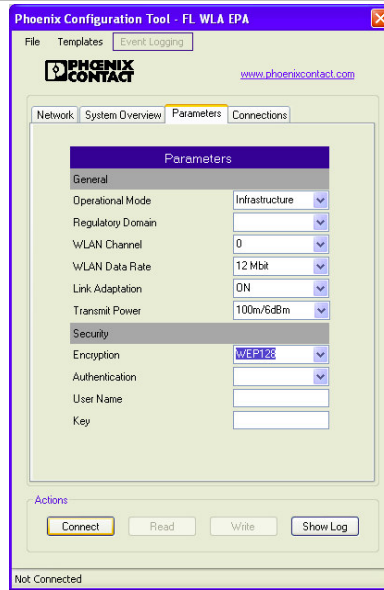 Phoenix Configuration Tool - FL WLA EPA
File Templates Event Logging
PHŒNIX
CONTACT
www.phoenixcontact.com
Network System Overview Parameters Connections
Parameters
General
Operational Mode Infrastructure
Regulatory Domain
WLAN Channel 0
WLAN Data Rate 12 Mbit
Link Adaptation ON
Transmit Power 100m/6dBm
Security
Encryption WEP128
Authentication
User Name
Key
Actions
Connect Read Write Show Log
Not Connected